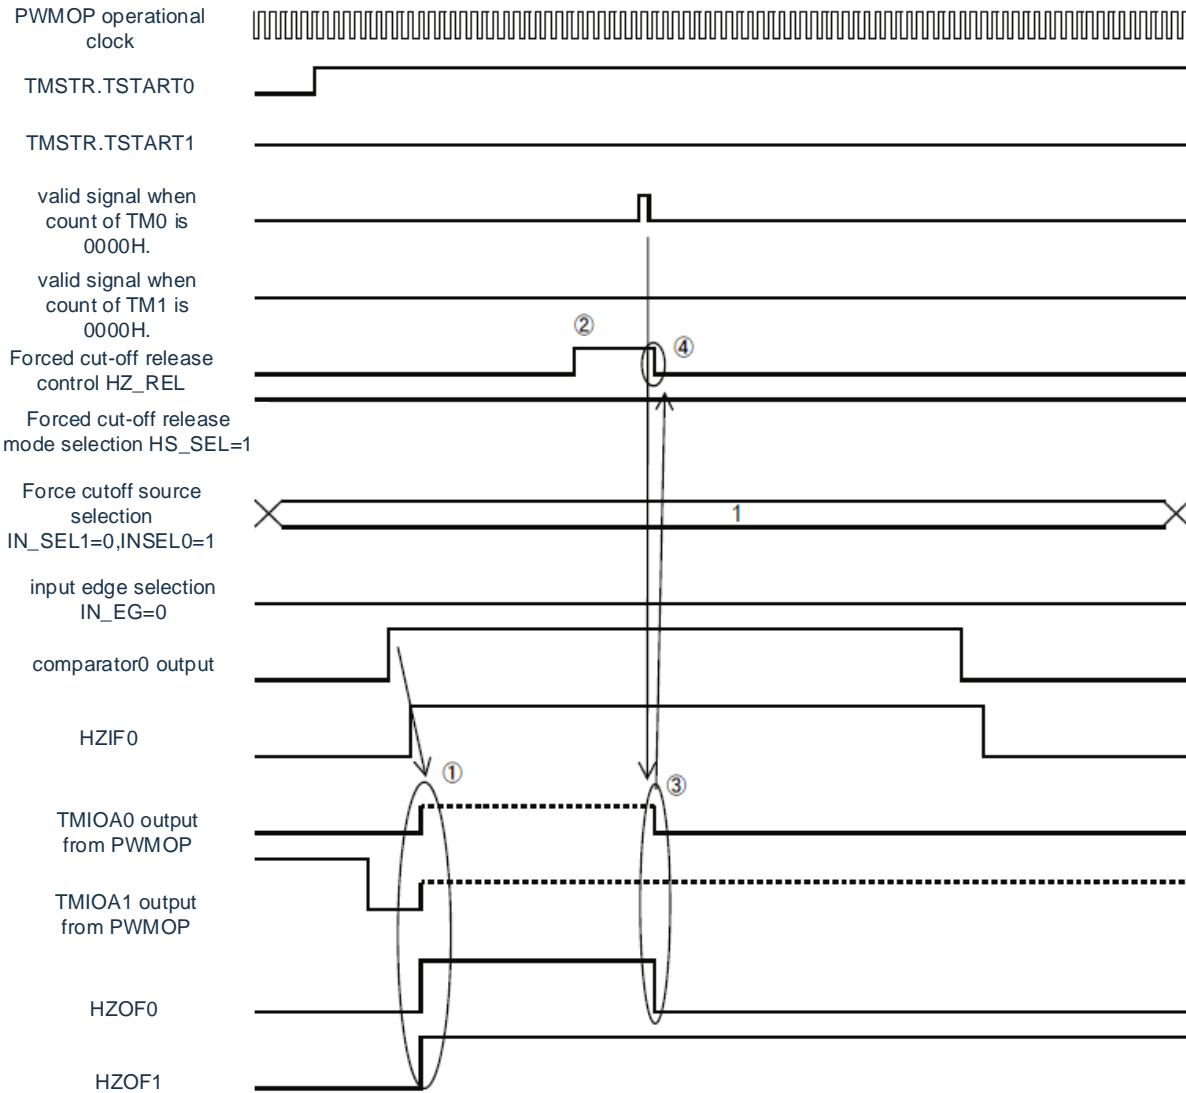 PWMOP operational
clock
TMSTR.TSTART0
TMSTR.TSTART1
valid signal when
count of TM0 is
0000H.
valid signal when
count of TM1 is
0000H.
②
Forced cut-off release
control HZ_REL
④
Forced cut-off release
mode selection HS_SEL=1
Force cutoff source
selection
IN_SEL1=0,INSEL0=1
1
input edge selection
IN_EG=0
comparator0 output
HZIF0
①
③
TMIOA0 output
from PWMOP
TMIOA1 output
from PWMOP
HZOF0
HZOF1